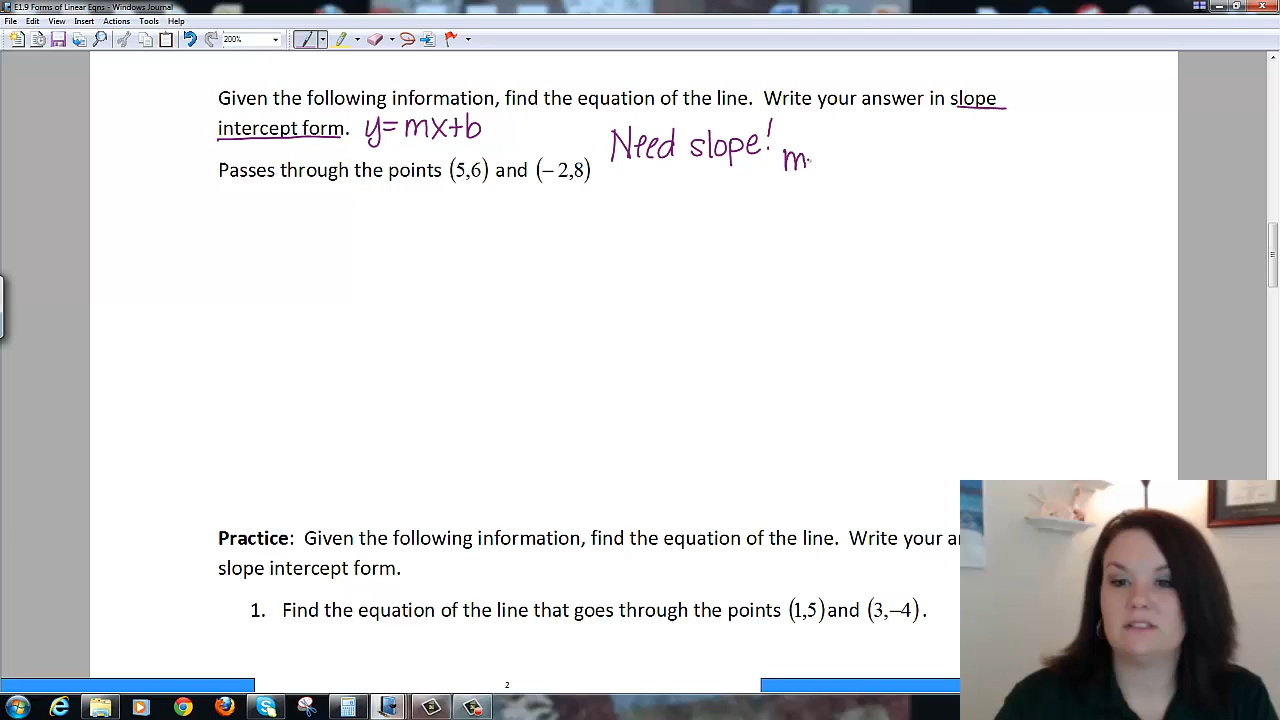 E1.9 Forms of Linear Eqns - Windows Journal
File Edit View Insert Actions Tools Help
200%
Given the following information, find the equation of the line. Write your answer in slope
intercept form. y=mx+b
Need slope! m
Passes through the points (5,6) and (−2,8)
Practice: Given the following information, find the equation of the line. Write your
slope intercept form.
1. Find the equation of the line that goes through the points (1,5) and (3,−4).
2